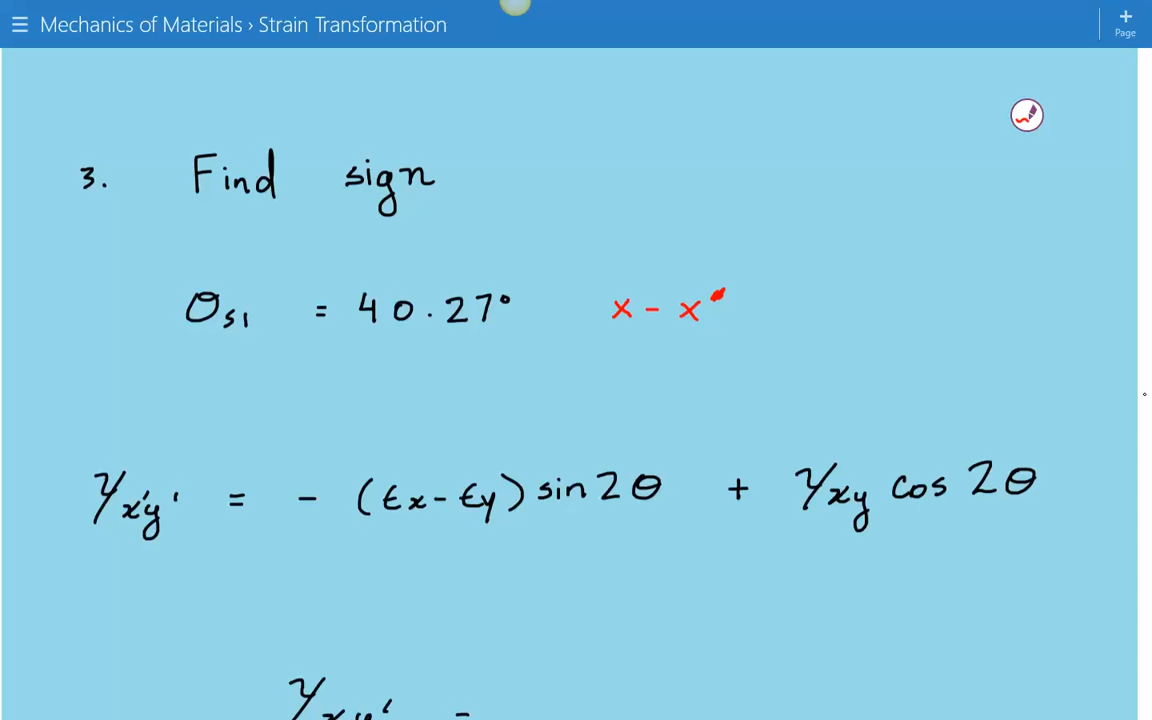 Mechanics of Materials › Strain Transformation
Page
3. Find sign
θs1 = 40.27° x - x'
γx'y' = - (εx - εy) sin 2θ + γxy cos 2θ
γx'y' =